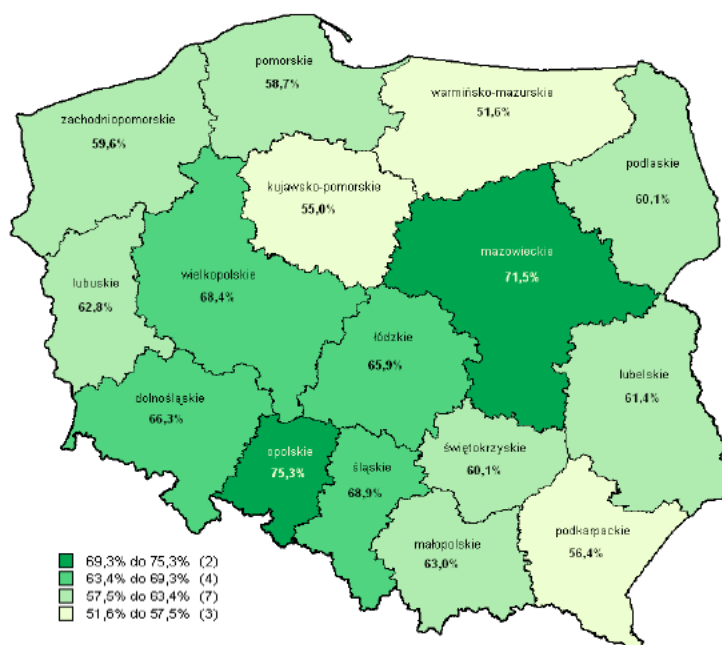 pomorskie
58,7%
warmińsko-mazurskie
51,6%
zachodniopomorskie
59,6%
podlaskie
60,1%
kujawsko-pomorskie
55,0%
mazowieckie
71,5%
wielkopolskie
68,4%
lubuskie
62,8%
łódzkie
65,9%
lubelskie
61,4%
dolnośląskie
66,3%
opolskie
75,3%
śląskie
68,9%
świętokrzyskie
60,1%
podkarpackie
56,4%
małopolskie
63,0%
69,3% do 75,3% (2)
63,4% do 69,3% (4)
57,5% do 63,4% (7)
51,6% do 57,5% (3)